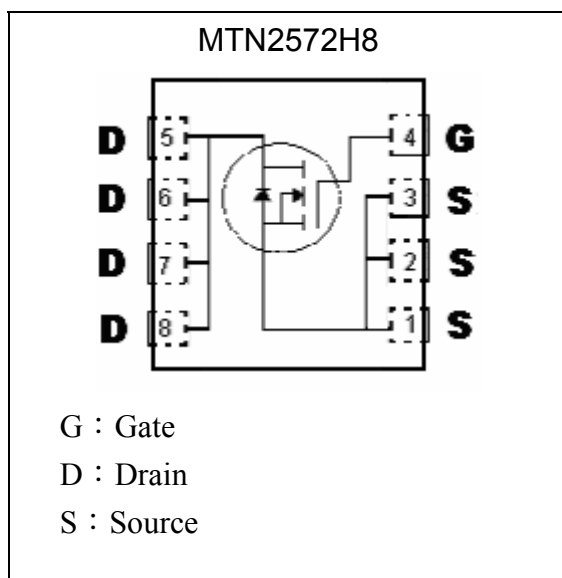 MTN2572H8
D 5 4 G
D 6 3 S
D 7 2 S
D 8 1 S
G：Gate
D：Drain
S：Source